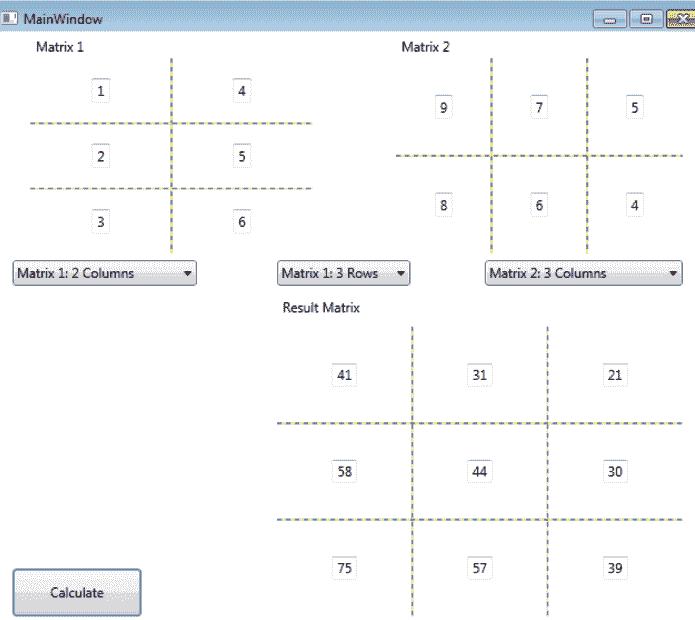 MainWindow
Matrix 1
Matrix 2
1 4
9 7 5
2 5
8 6 4
3 6
Matrix 1: 2 Columns
Matrix 1: 3 Rows
Matrix 2: 3 Columns
Result Matrix
41 31 21
58 44 30
75 57 39
Calculate